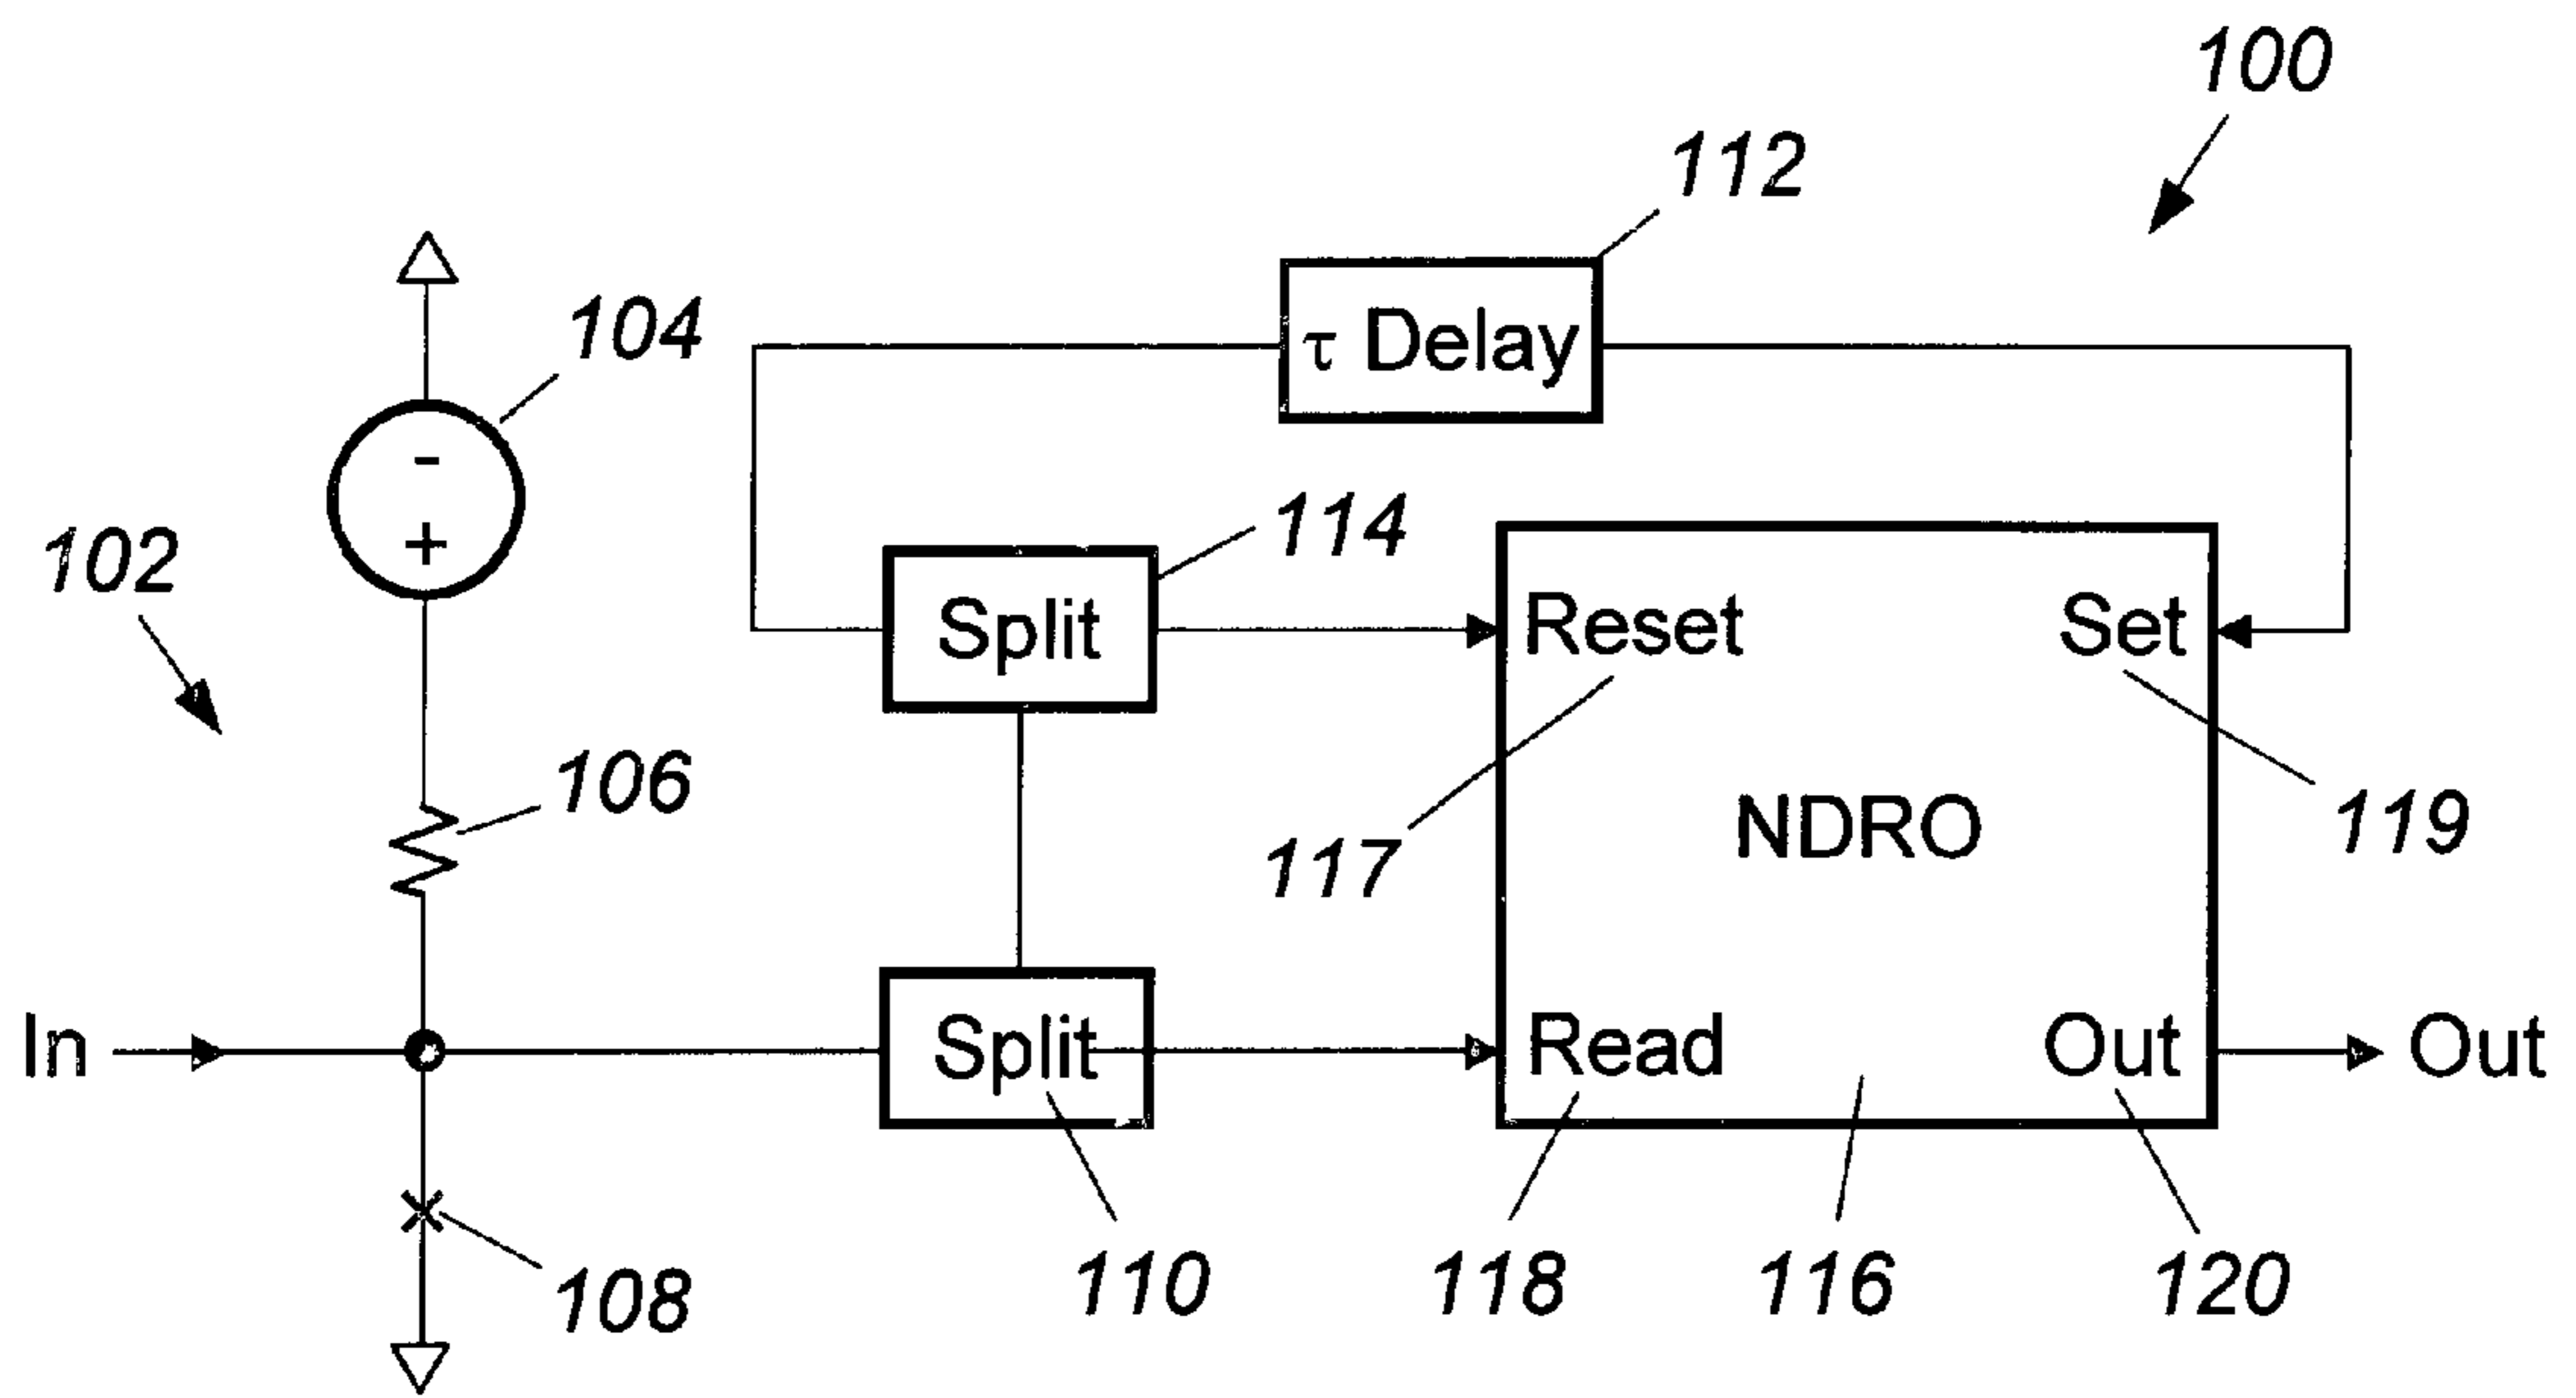 100
112
τ Delay
104
-
+
114
102
Split
Reset
Set
106
117
NDRO
119
In
Split
Read
Out
Out
108
110
118
116
120